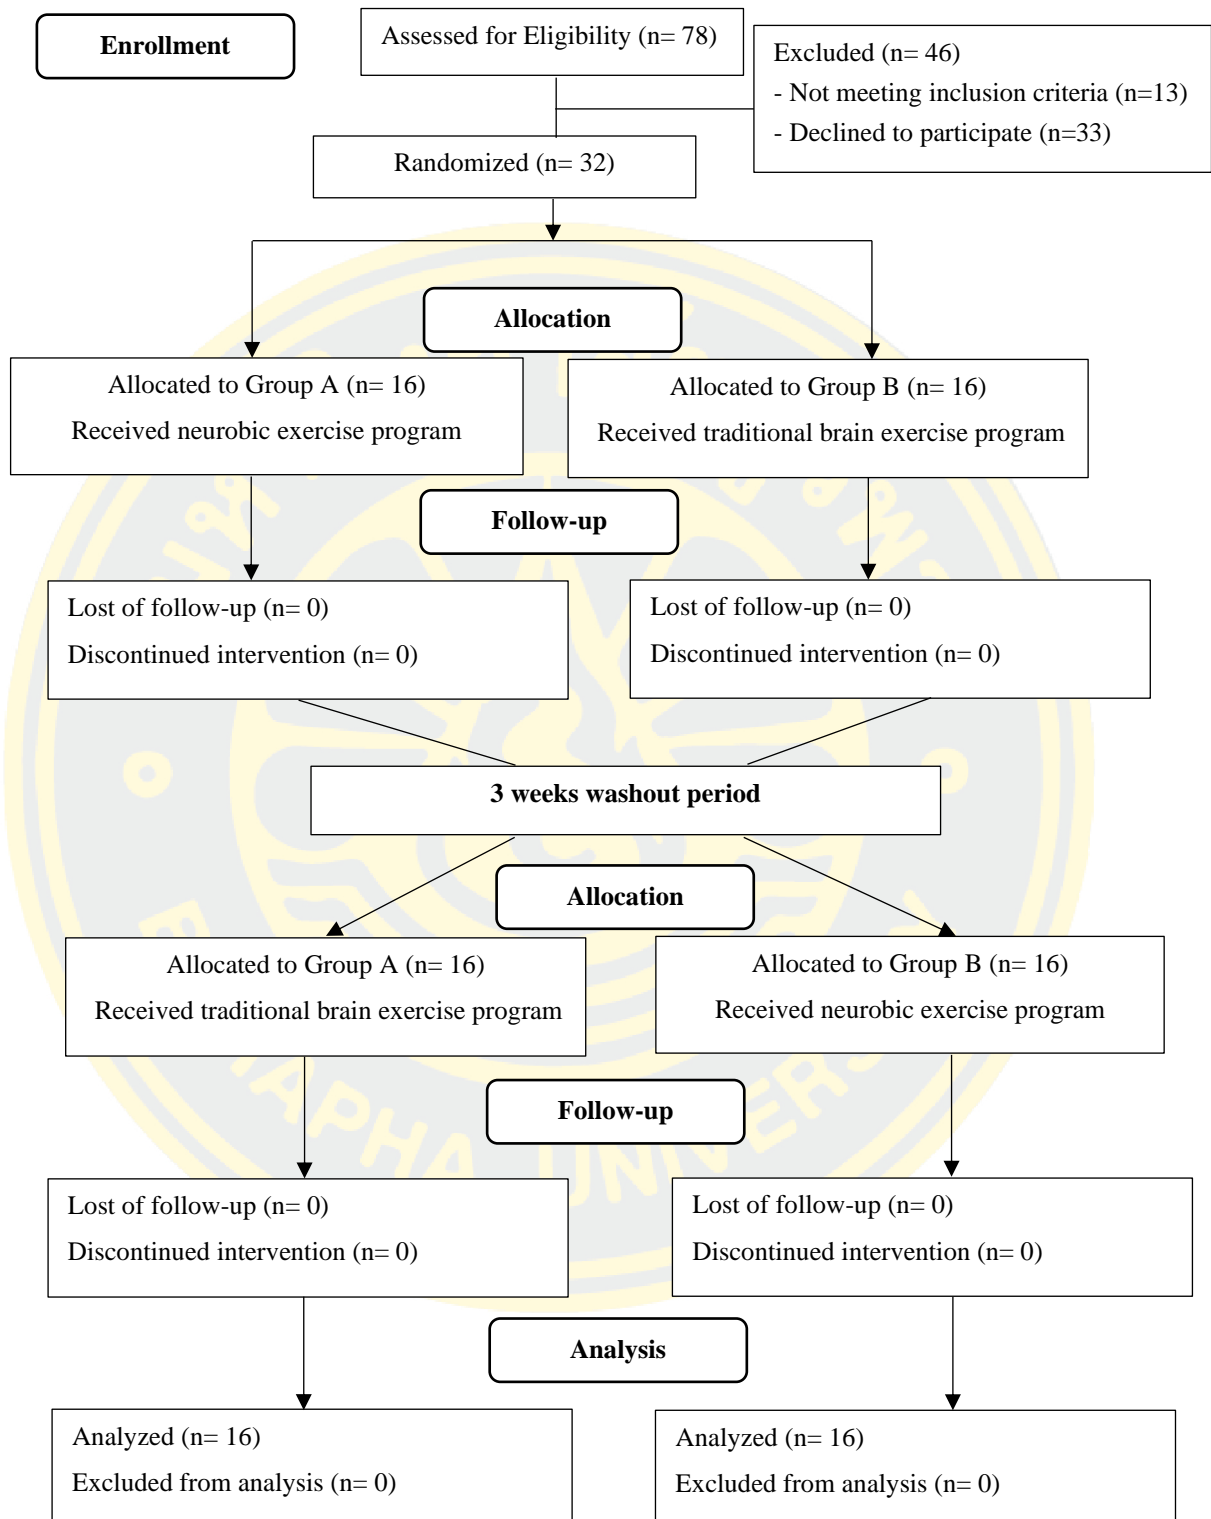 Enrollment
Assessed for Eligibility (n= 78)
Excluded (n= 46)
- Not meeting inclusion criteria (n=13)
- Declined to participate (n=33)
Randomized (n= 32)
Allocation
Allocated to Group A (n= 16)
Received neurobic exercise program
Allocated to Group B (n= 16)
Received traditional brain exercise program
Follow-up
Lost of follow-up (n= 0)
Discontinued intervention (n= 0)
Lost of follow-up (n= 0)
Discontinued intervention (n= 0)
3 weeks washout period
Allocation
Allocated to Group A (n= 16)
Received traditional brain exercise program
Allocated to Group B (n= 16)
Received neurobic exercise program
Follow-up
Lost of follow-up (n= 0)
Discontinued intervention (n= 0)
Lost of follow-up (n= 0)
Discontinued intervention (n= 0)
Analysis
Analyzed (n= 16)
Excluded from analysis (n= 0)
Analyzed (n= 16)
Excluded from analysis (n= 0)